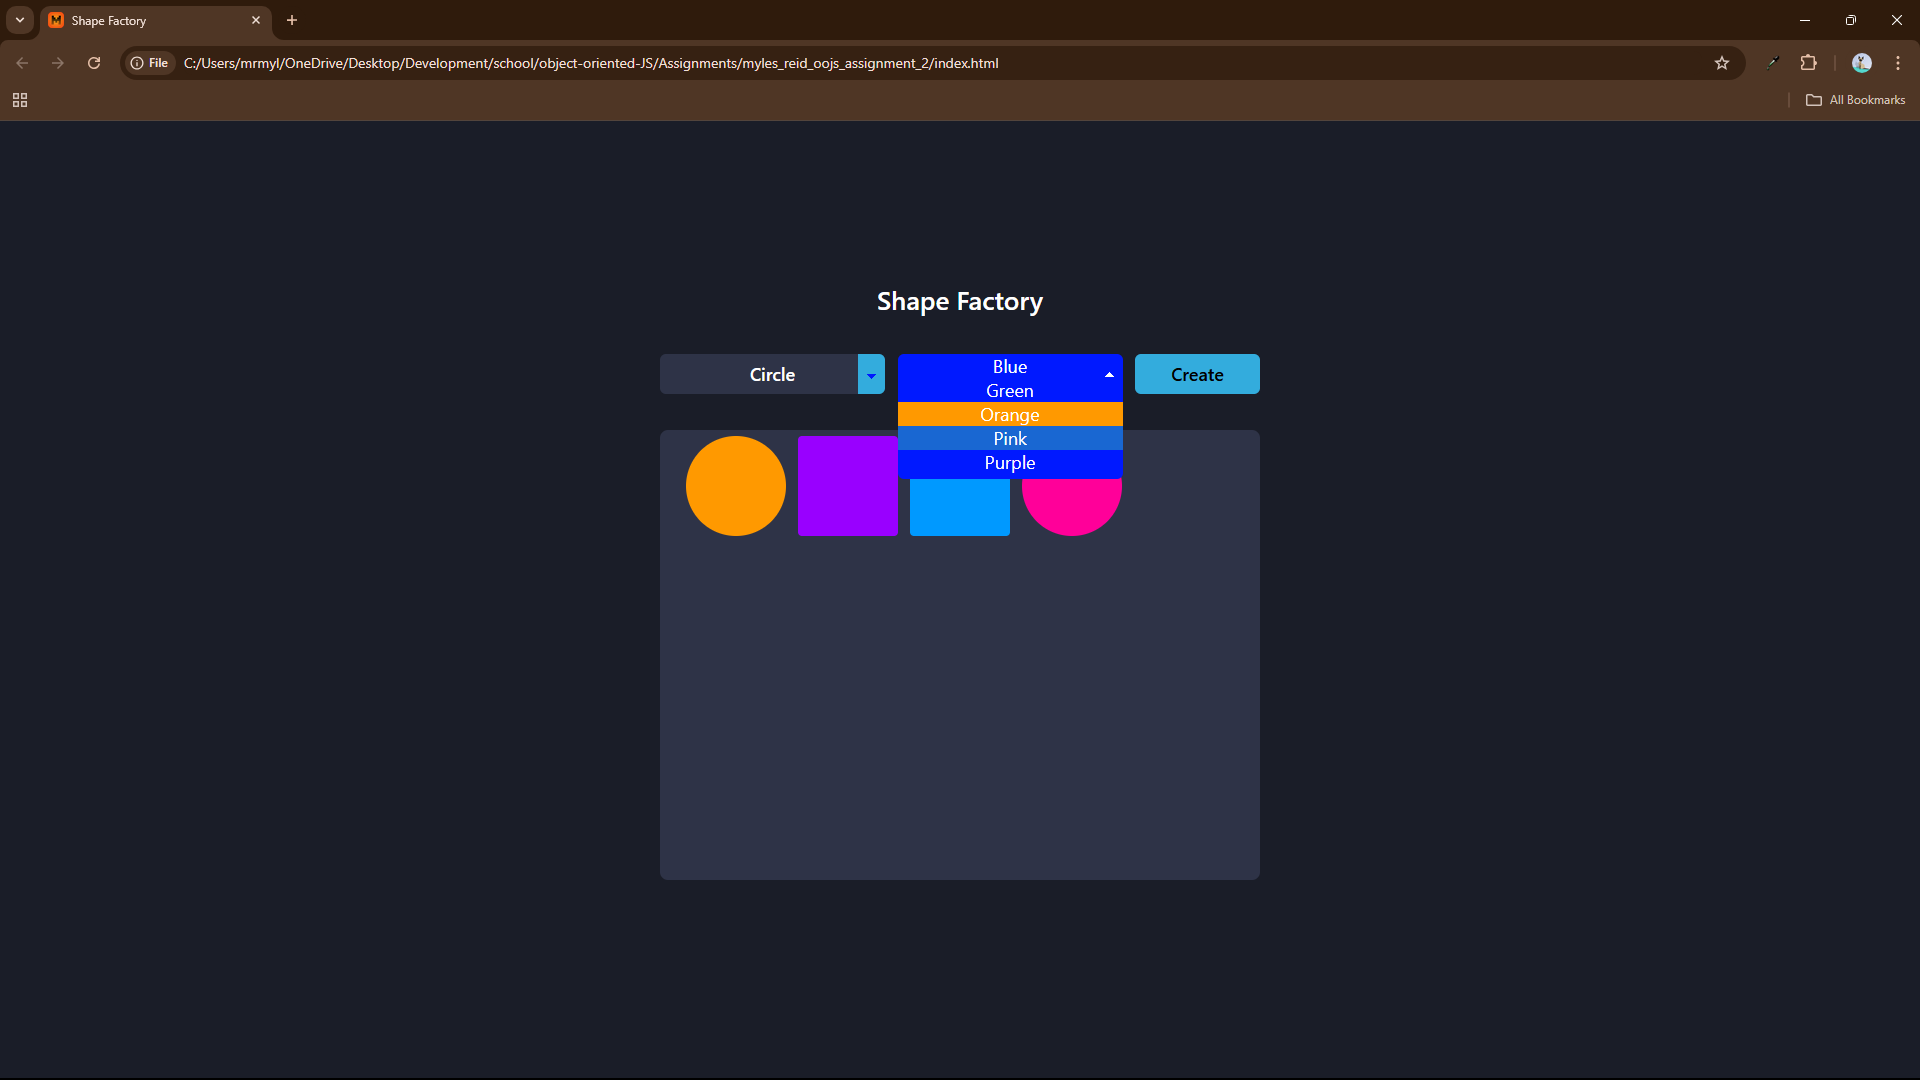 Shape Factory
File
C:/Users/mrmyl/OneDrive/Desktop/Development/school/object-oriented-JS/Assignments/myles_reid_oojs_assignment_2/index.html
All Bookmarks
Shape Factory
Circle
Blue
Green
Orange
Pink
Purple
Create